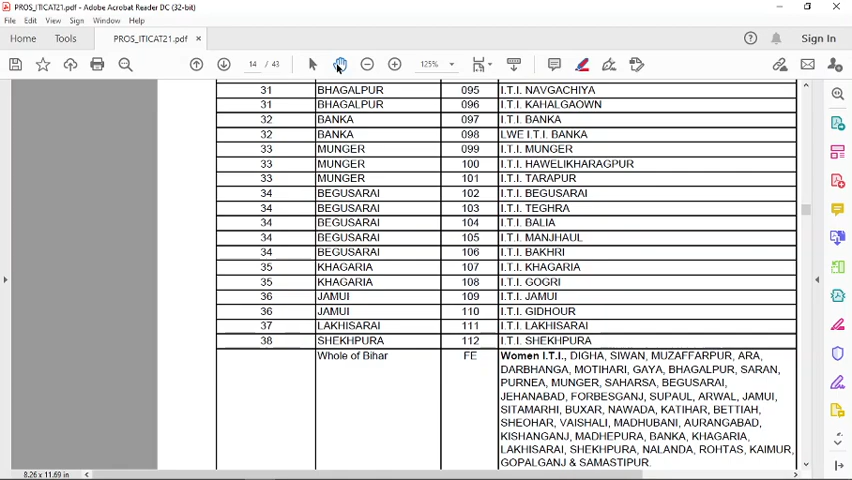 PROS_ITICAT21.pdf - Adobe Acrobat Reader DC (32-bit)
File Edit View Sign Window Help
Home Tools PROS_ITICAT21.pdf × Sign In
14 / 43 125%
31 BHAGALPUR 095 I.T.I. NAVGACHIYA
31 BHAGALPUR 096 I.T.I. KAHALGAOWN
32 BANKA 097 I.T.I. BANKA
32 BANKA 098 LWE I.T.I. BANKA
33 MUNGER 099 I.T.I. MUNGER
33 MUNGER 100 I.T.I. HAWELIKHARAGPUR
33 MUNGER 101 I.T.I. TARAPUR
34 BEGUSARAI 102 I.T.I. BEGUSARAI
34 BEGUSARAI 103 I.T.I. TEGHRA
34 BEGUSARAI 104 I.T.I. BALIA
34 BEGUSARAI 105 I.T.I. MANJHAUL
34 BEGUSARAI 106 I.T.I. BAKHRI
35 KHAGARIA 107 I.T.I. KHAGARIA
35 KHAGARIA 108 I.T.I. GOGRI
36 JAMUI 109 I.T.I. JAMUI
36 JAMUI 110 I.T.I. GIDHOUR
37 LAKHISARAI 111 I.T.I. LAKHISARAI
38 SHEKHPURA 112 I.T.I. SHEKHPURA
Whole of Bihar FE Women I.T.I., DIGHA, SIWAN, MUZAFFARPUR, ARA,
DARBHANGA, MOTIHARI, GAYA, BHAGALPUR, SARAN,
PURNEA, MUNGER, SAHARSA, BEGUSARAI,
JEHANABAD, FORBESGANJ, SUPAUL, ARWAL, JAMUI,
SITAMARHI, BUXAR, NAWADA, KATIHAR, BETTIAH,
SHEOHAR, VAISHALI, MADHUBANI, AURANGABAD,
KISHANGANJ, MADHEPURA, BANKA, KHAGARIA,
LAKHISARAI, SHEKHPURA, NALANDA, ROHTAS, KAIMUR,
GOPALGANJ & SAMASTIPUR.
8.26 x 11.69 in